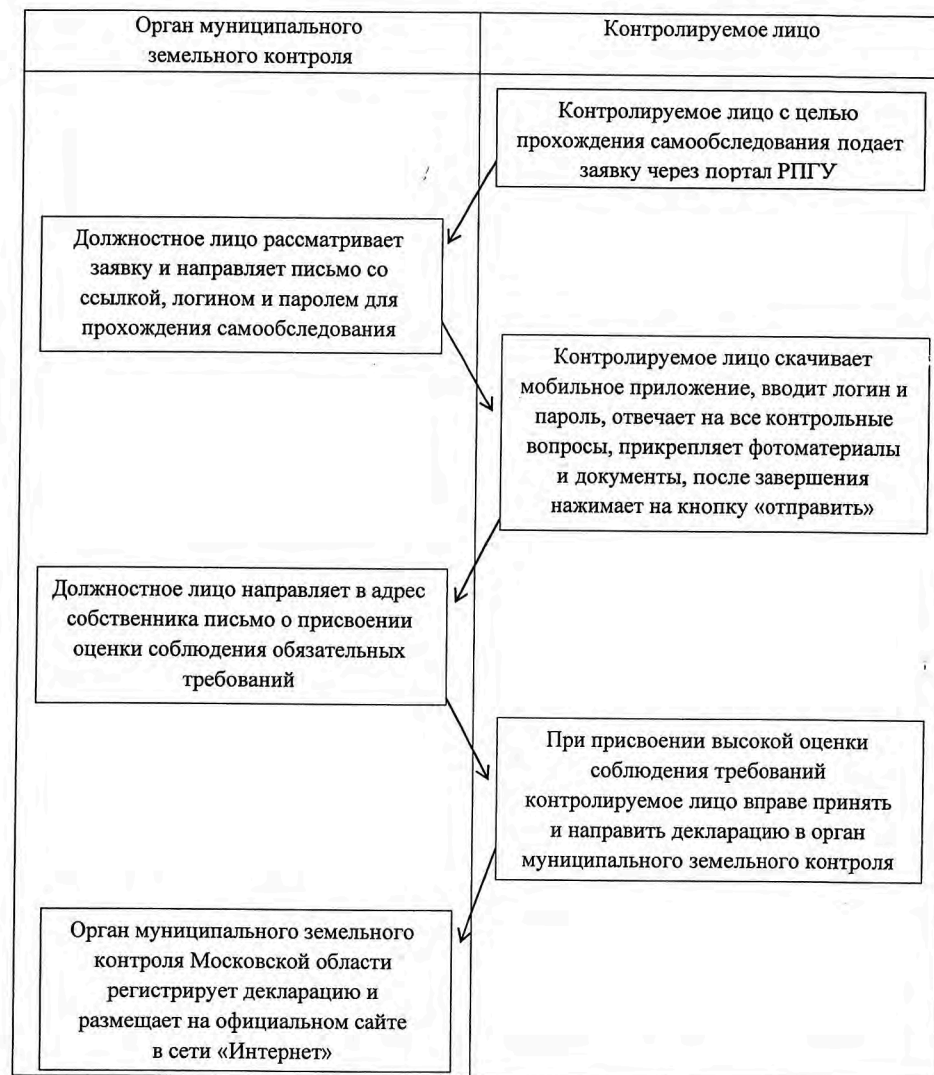 Орган муниципального
земельного контроля
Контролируемое лицо
Контролируемое лицо с целью
прохождения самообследования подает
заявку через портал РПГУ
Должностное лицо рассматривает
заявку и направляет письмо со
ссылкой, логином и паролем для
прохождения самообследования
Контролируемое лицо скачивает
мобильное приложение, вводит логин и
пароль, отвечает на все контрольные
вопросы, прикрепляет фотоматериалы
и документы, после завершения
нажимает на кнопку «отправить»
Должностное лицо направляет в адрес
собственника письмо о присвоении
оценки соблюдения обязательных
требований
При присвоении высокой оценки
соблюдения требований
контролируемое лицо вправе принять
и направить декларацию в орган
муниципального земельного контроля
Орган муниципального земельного
контроля Московской области
регистрирует декларацию и
размещает на официальном сайте
в сети «Интернет»